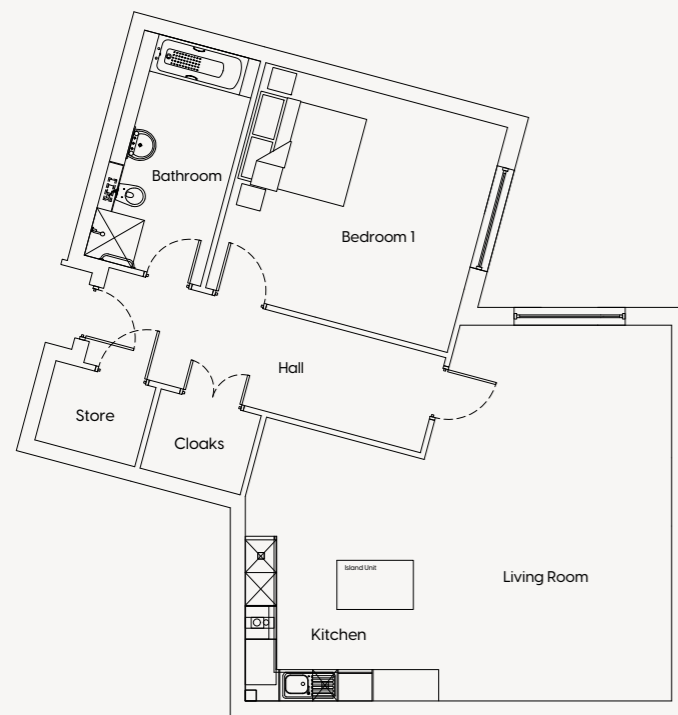 Bathroom
Bedroom 1
Hall
Store
Cloaks
Island Unit
Living Room
Kitchen